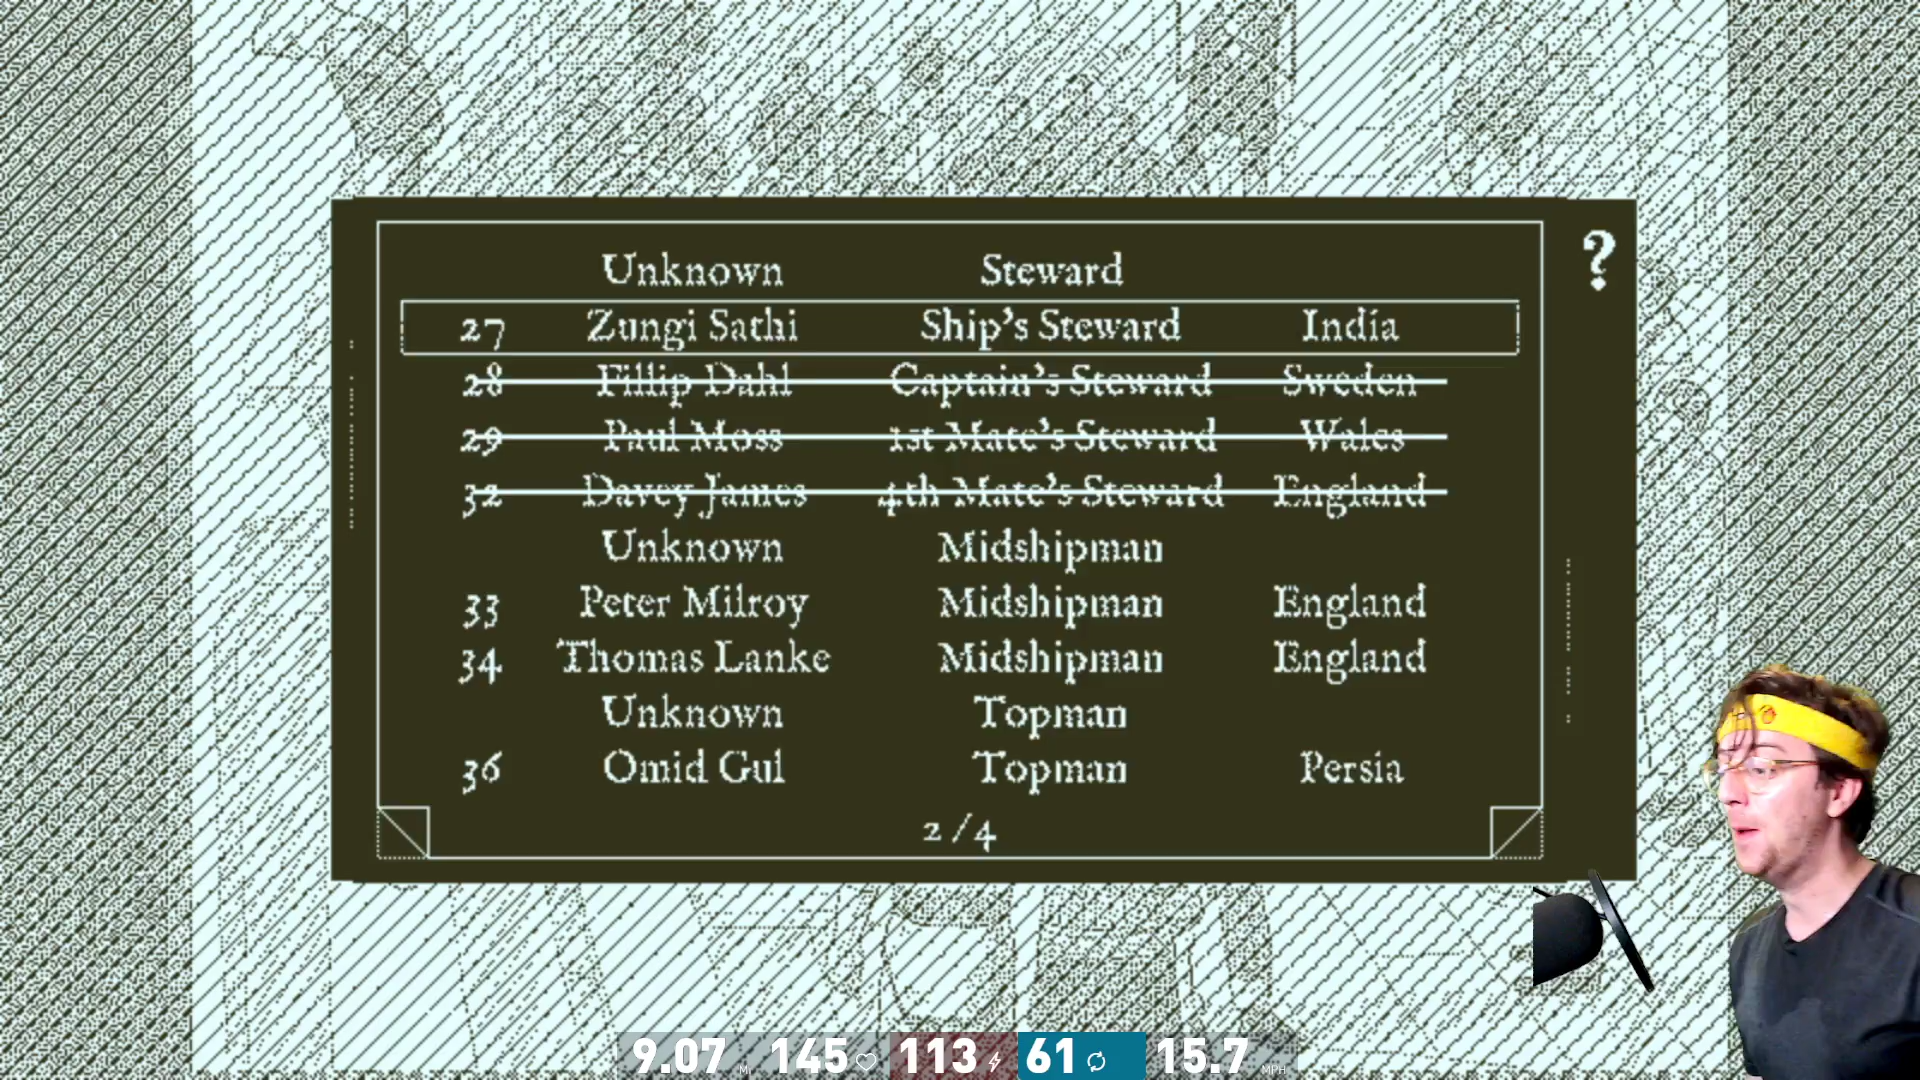 ?
Unknown Steward
27 Zungi Sathi Ship's Steward India
28 Fillip Dahl Captain's Steward Sweden
29 Paul Moss 1st Mate's Steward Wales
32 Davey James 4th Mate's Steward England
Unknown Midshipman
33 Peter Milroy Midshipman England
34 Thomas Lanke Midshipman England
Unknown Topman
36 Omid Gul Topman Persia
2/4
9.07 145 113 61 15.7 MPH